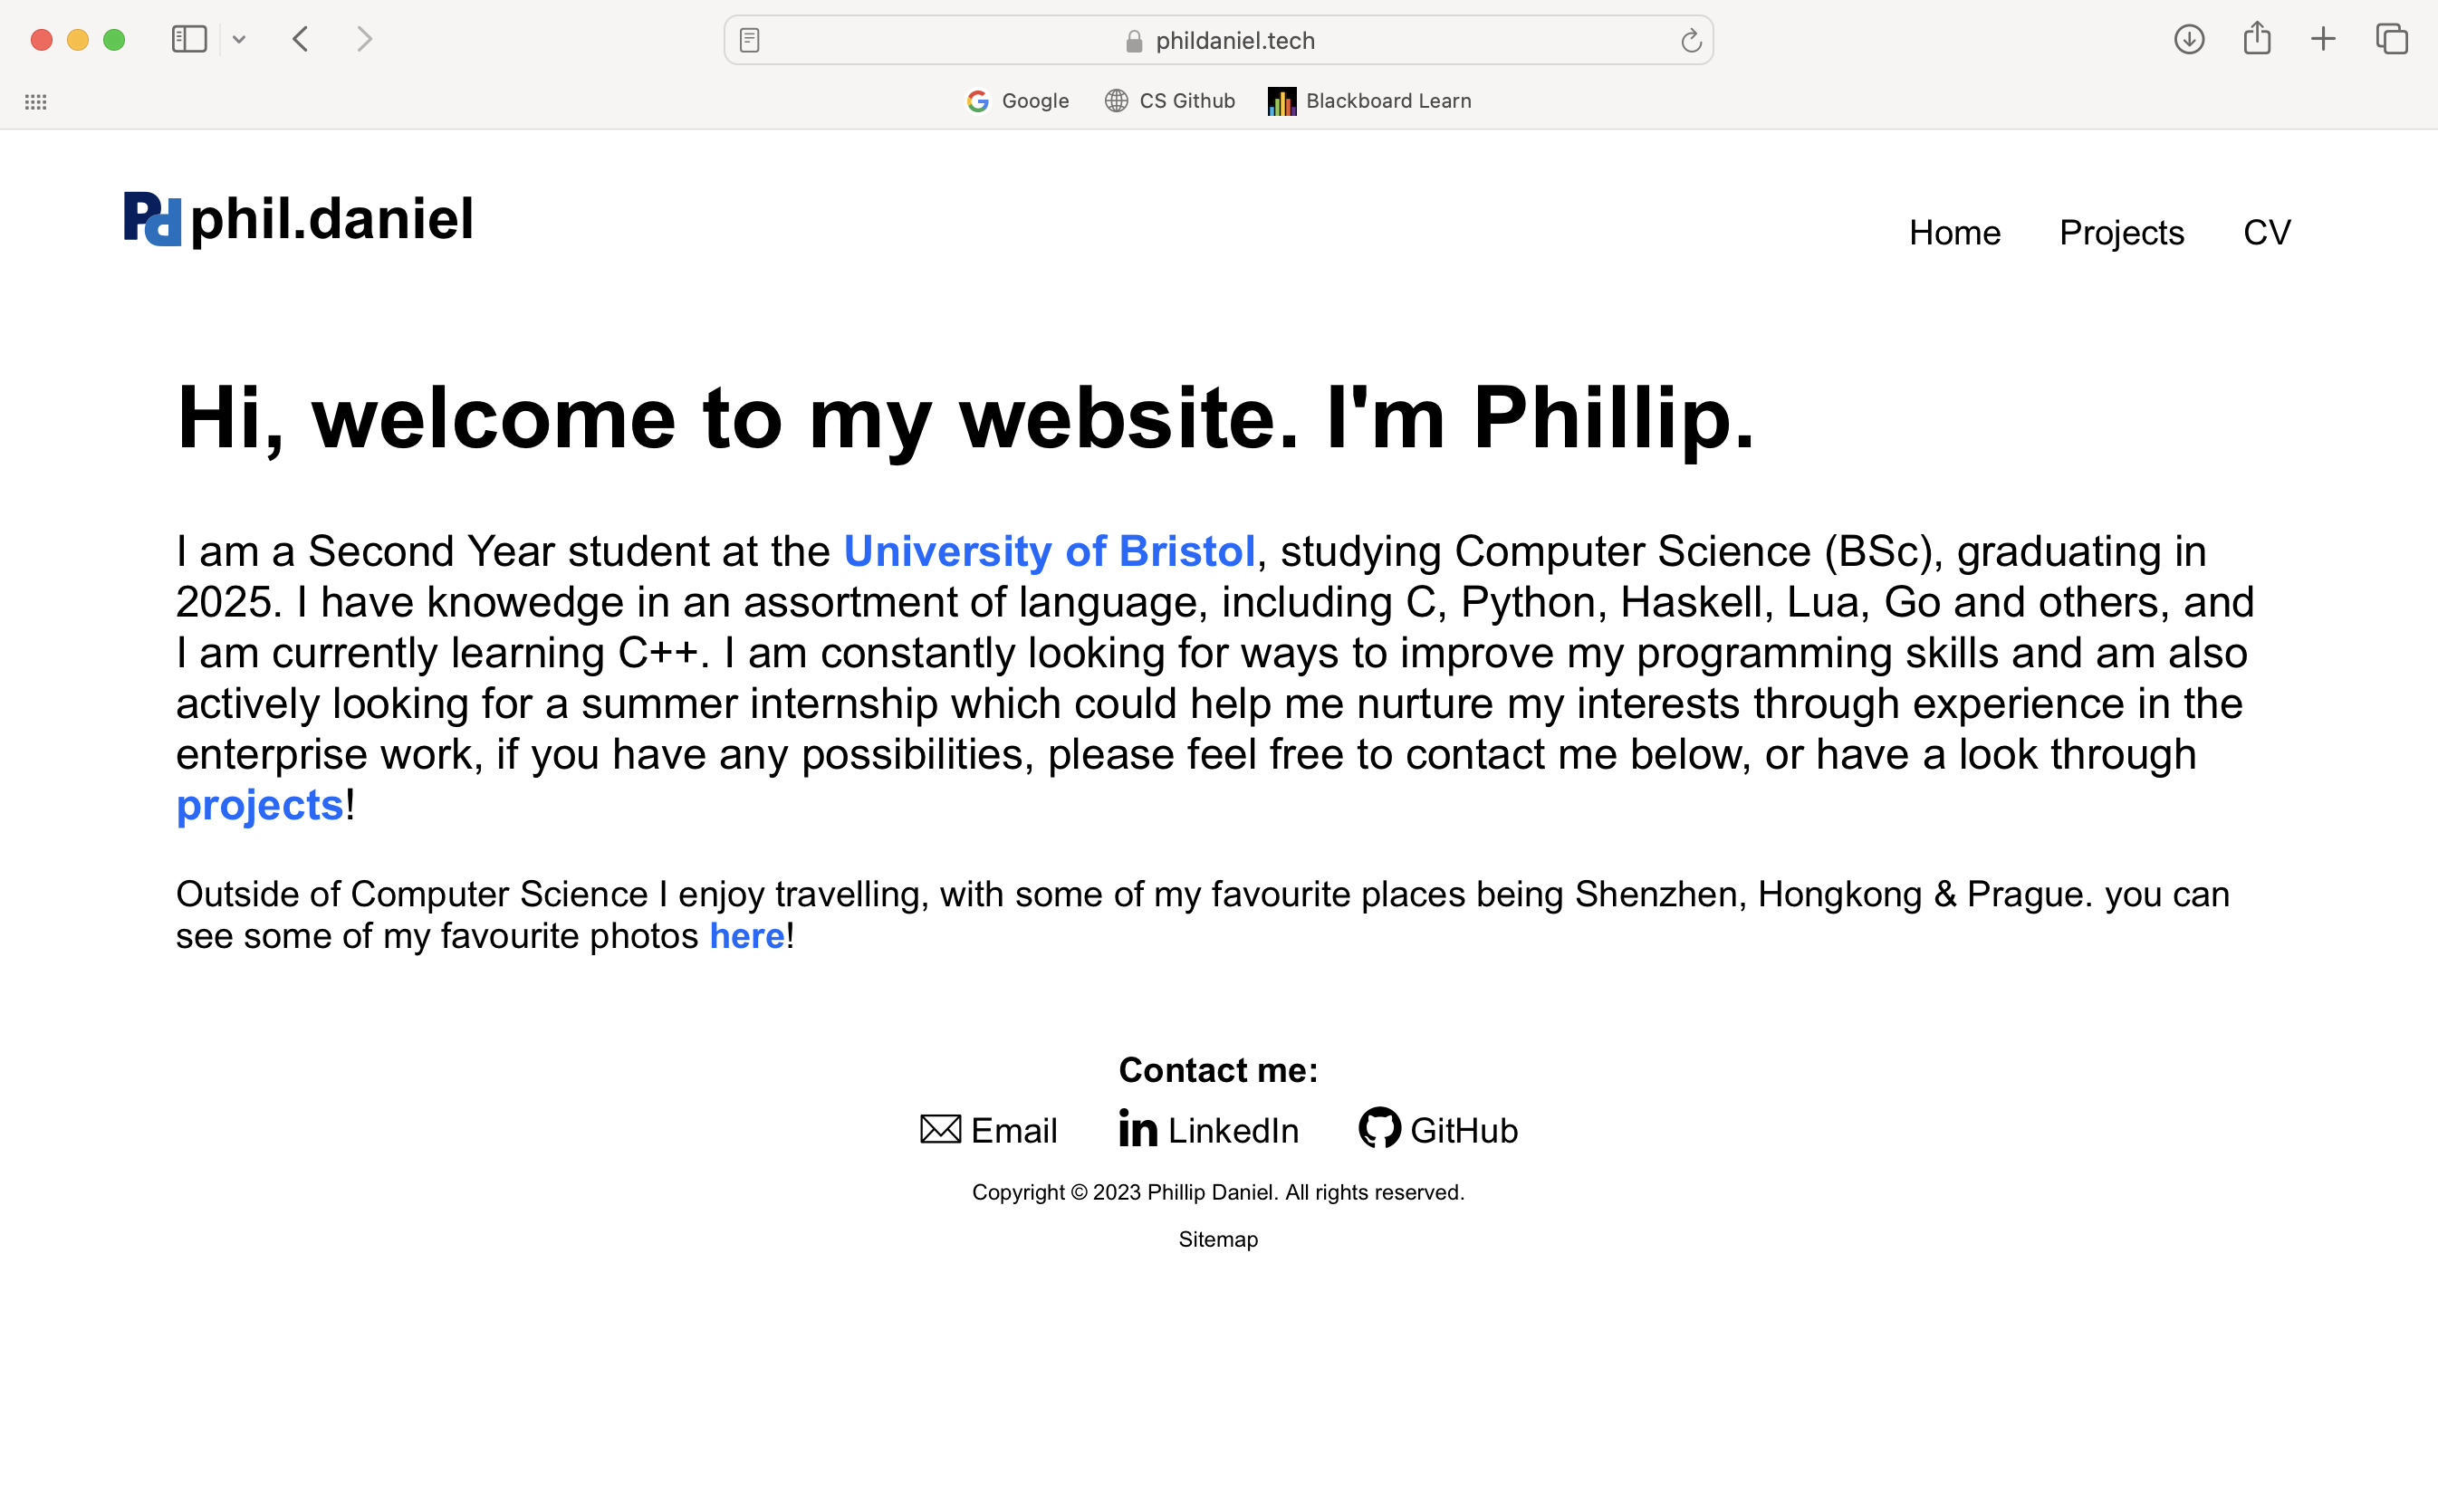 phildaniel.tech
Google CS Github Blackboard Learn
Pd phil.daniel
Home Projects CV
Hi, welcome to my website. I'm Phillip.
I am a Second Year student at the University of Bristol, studying Computer Science (BSc), graduating in
2025. I have knowedge in an assortment of language, including C, Python, Haskell, Lua, Go and others, and
I am currently learning C++. I am constantly looking for ways to improve my programming skills and am also
actively looking for a summer internship which could help me nurture my interests through experience in the
enterprise work, if you have any possibilities, please feel free to contact me below, or have a look through
projects!
Outside of Computer Science I enjoy travelling, with some of my favourite places being Shenzhen, Hongkong & Prague. you can
see some of my favourite photos here!
Contact me:
Email in LinkedIn GitHub
Copyright © 2023 Phillip Daniel. All rights reserved.
Sitemap